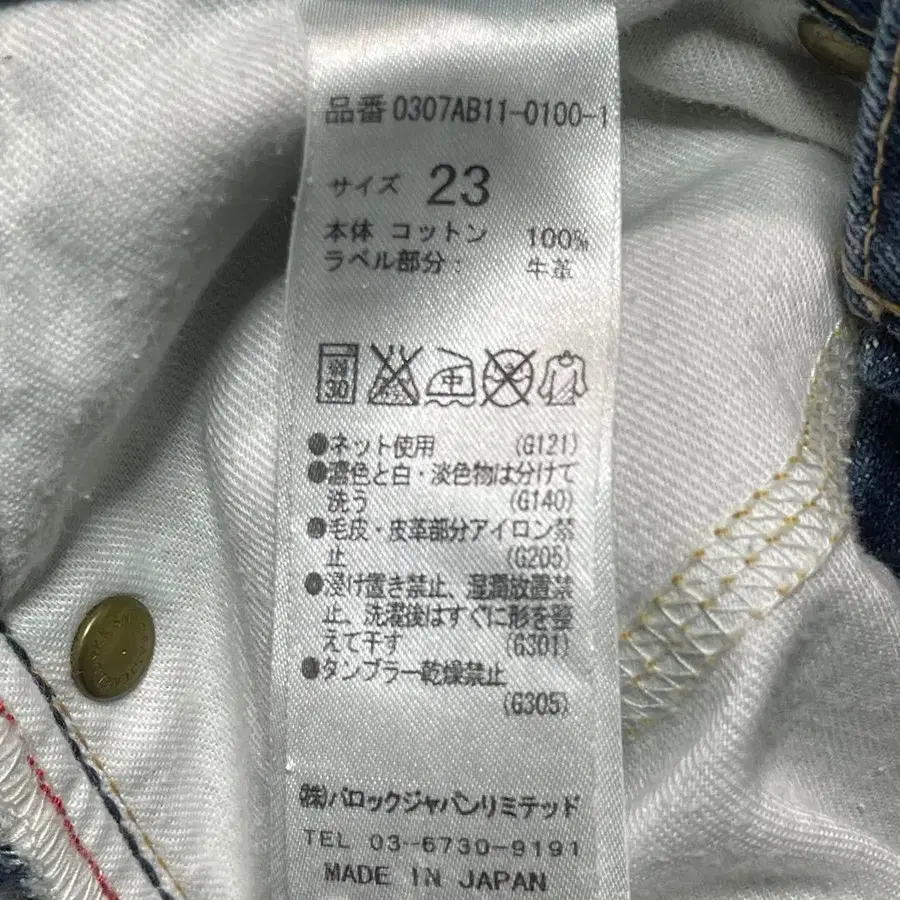 品番 0307AB11-0100-1
サイズ 23
本体 コットン 100%
ラベル部分: 牛革
弱 30 中
●ネット使用 (G121)
●濃色と白・淡色物は分けて
洗う (G140)
●毛皮・皮革部分アイロン禁
止 (G205)
●浸け置き禁止、湿潤放置禁
止、洗濯後はすぐに形を整
えて干す (G301)
●タンブラー乾燥禁止
(G305)
㈱バロックジャパンリミテッド
TEL 03-6730-9191
MADE IN JAPAN